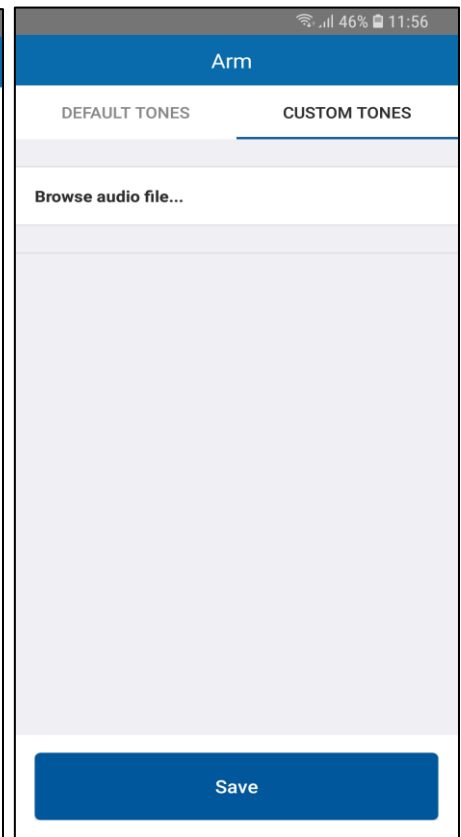 46% 11:56
Arm
DEFAULT TONES CUSTOM TONES
Browse audio file...
Save